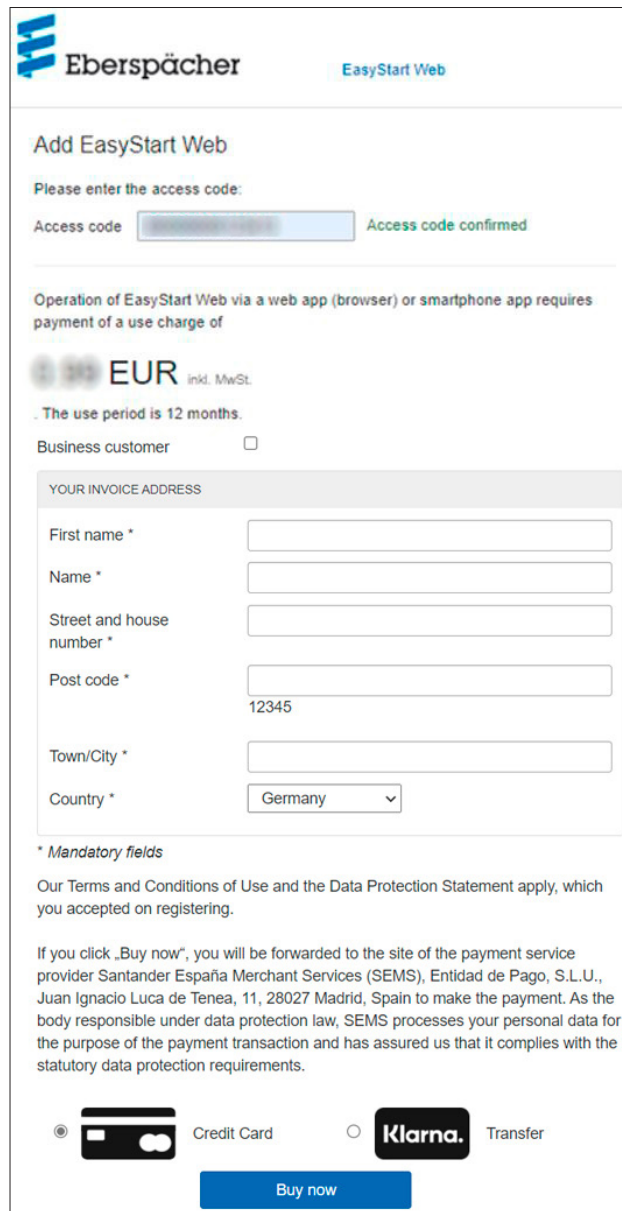 Eberspächer
EasyStart Web
Add EasyStart Web
Please enter the access code:
Access code
Access code confirmed
Operation of EasyStart Web via a web app (browser) or smartphone app requires
payment of a use charge of
EUR inkl. MwSt.
. The use period is 12 months.
Business customer
YOUR INVOICE ADDRESS
First name *
Name *
Street and house
number *
Post code *
12345
Town/City *
Country *
Germany
* Mandatory fields
Our Terms and Conditions of Use and the Data Protection Statement apply, which
you accepted on registering.
If you click „Buy now“, you will be forwarded to the site of the payment service
provider Santander España Merchant Services (SEMS), Entidad de Pago, S.L.U.,
Juan Ignacio Luca de Tenea, 11, 28027 Madrid, Spain to make the payment. As the
body responsible under data protection law, SEMS processes your personal data for
the purpose of the payment transaction and has assured us that it complies with the
statutory data protection requirements.
Credit Card
Klarna.
Transfer
Buy now